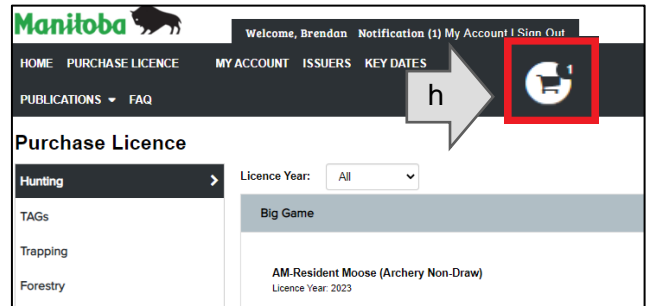 Manitoba
Welcome, Brendan Notification (1) My Account | Sign Out
HOME PURCHASE LICENCE MY ACCOUNT ISSUERS KEY DATES
h
1
PUBLICATIONS FAQ
Purchase Licence
Hunting
Licence Year: All
TAGs
Big Game
Trapping
AM-Resident Moose (Archery Non-Draw)
Forestry
Licence Year: 2023